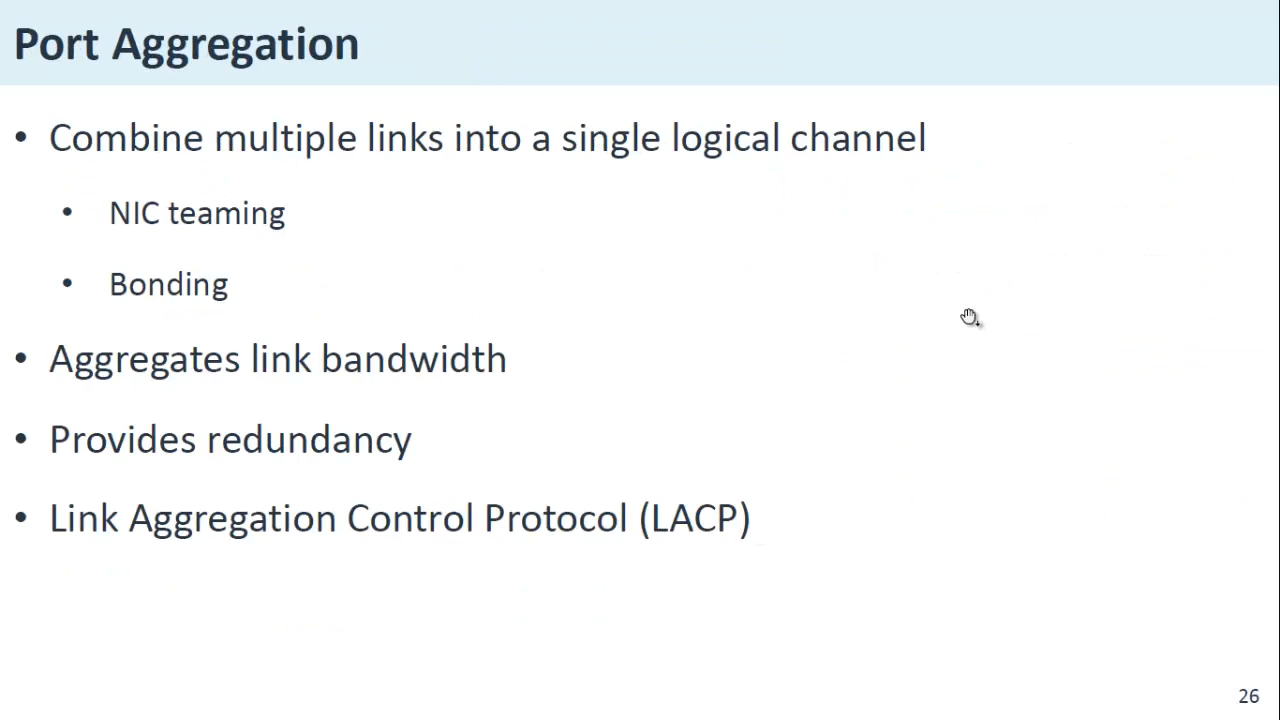 Port Aggregation
• Combine multiple links into a single logical channel
• NIC teaming
• Bonding
• Aggregates link bandwidth
• Provides redundancy
• Link Aggregation Control Protocol (LACP)
26